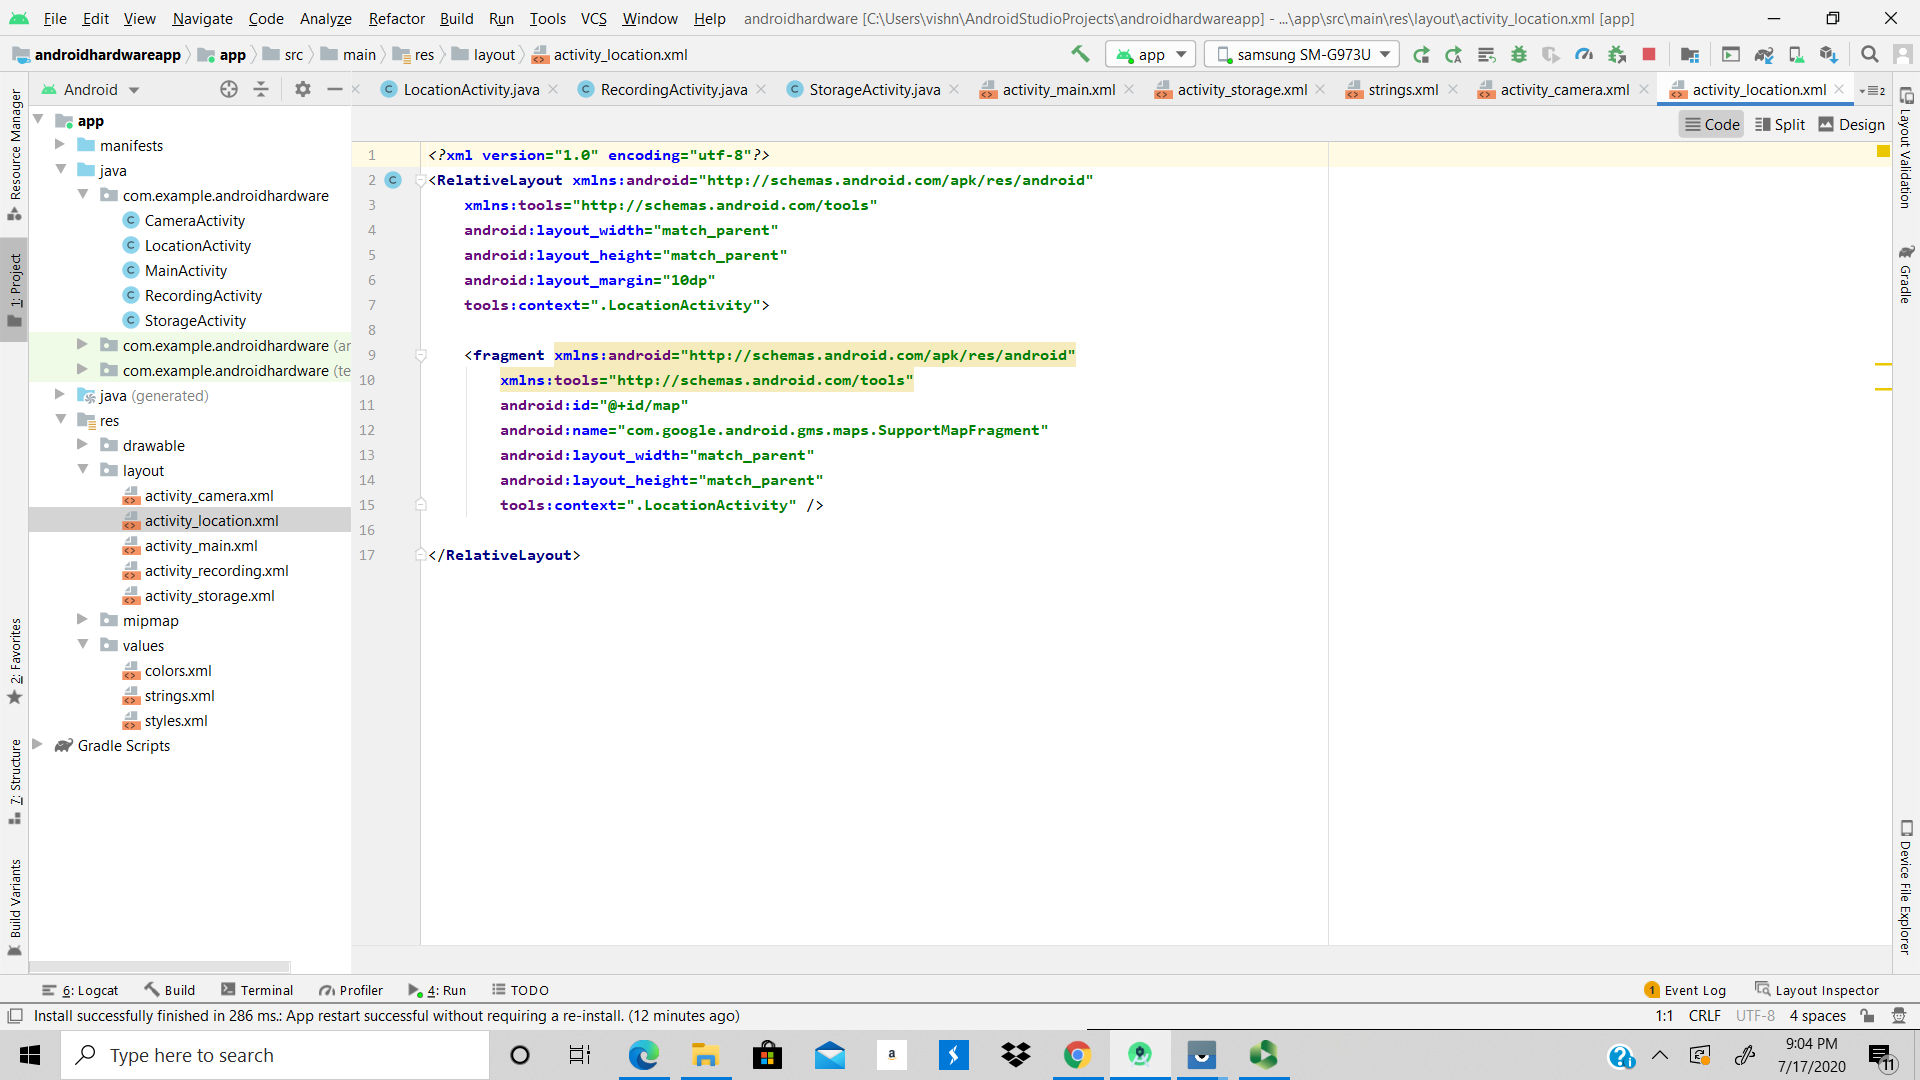 File Edit View Navigate Code Analyze Refactor Build Run Tools VCS Window Help androidhardware [C:\Users\vishn\AndroidStudioProjects\androidhardwareapp] - ...\app\src\main\res\layout\activity_location.xml [app]
androidhardwareapp app src main res layout activity_location.xml app samsung SM-G973U
Android LocationActivity.java RecordingActivity.java StorageActivity.java activity_main.xml activity_storage.xml strings.xml activity_camera.xml activity_location.xml 2
Code Split Design
Resource Manager
1: Project
2: Favorites
7: Structure
Build Variants
app
manifests
java
com.example.androidhardware
CameraActivity
LocationActivity
MainActivity
RecordingActivity
StorageActivity
com.example.androidhardware (ar
com.example.androidhardware (te
java (generated)
res
drawable
layout
activity_camera.xml
activity_location.xml
activity_main.xml
activity_recording.xml
activity_storage.xml
mipmap
values
colors.xml
strings.xml
styles.xml
Gradle Scripts
1 <?xml version="1.0" encoding="utf-8"?>
2 C <RelativeLayout xmlns:android="http://schemas.android.com/apk/res/android"
3 xmlns:tools="http://schemas.android.com/tools"
4 android:layout_width="match_parent"
5 android:layout_height="match_parent"
6 android:layout_margin="10dp"
7 tools:context=".LocationActivity">
8
9 <fragment xmlns:android="http://schemas.android.com/apk/res/android"
10 xmlns:tools="http://schemas.android.com/tools"
11 android:id="@+id/map"
12 android:name="com.google.android.gms.maps.SupportMapFragment"
13 android:layout_width="match_parent"
14 android:layout_height="match_parent"
15 tools:context=".LocationActivity" />
16
17 </RelativeLayout>
Layout Validation
Gradle
Device File Explorer
6: Logcat Build Terminal Profiler 4: Run TODO 1 Event Log Layout Inspector
Install successfully finished in 286 ms.: App restart successful without requiring a re-install. (12 minutes ago) 1:1 CRLF UTF-8 4 spaces
Type here to search
a
9:04 PM
7/17/2020
11